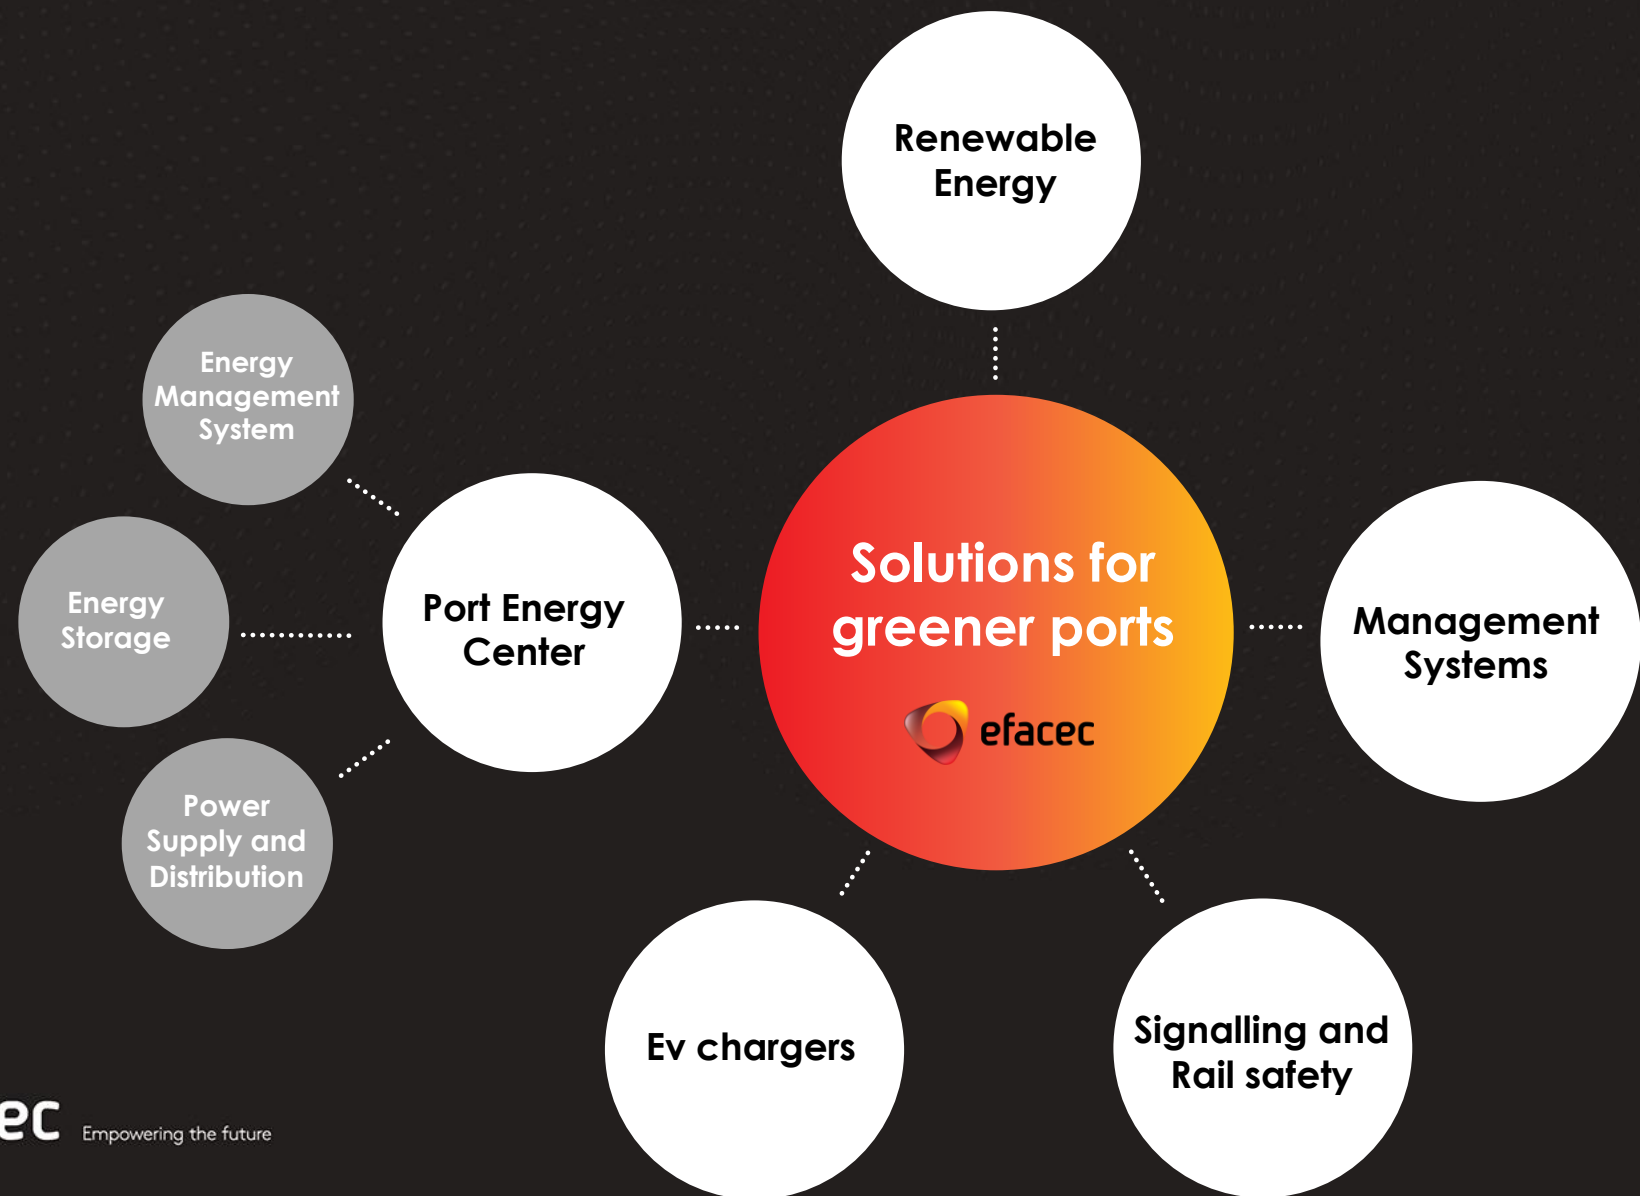 Renewable
Energy
Energy
Management
System
Energy
Storage
Power
Supply and
Distribution
Port Energy
Center
Solutions for
greener ports
efacec
Management
Systems
Ev chargers
Signalling and
Rail safety
ec Empowering the future